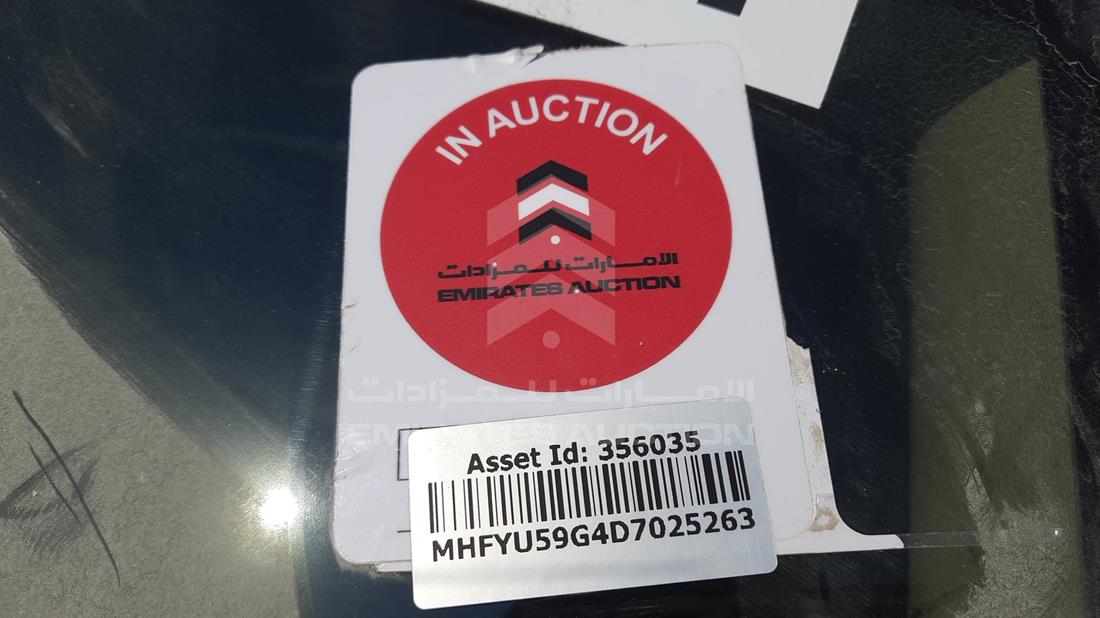 IN AUCTION
الامارات للمزادات
EMIRATES AUCTION
الامارات للمزادات
EMIRATES AUCTION
Asset Id: 356035
MHFYU59G4D7025263